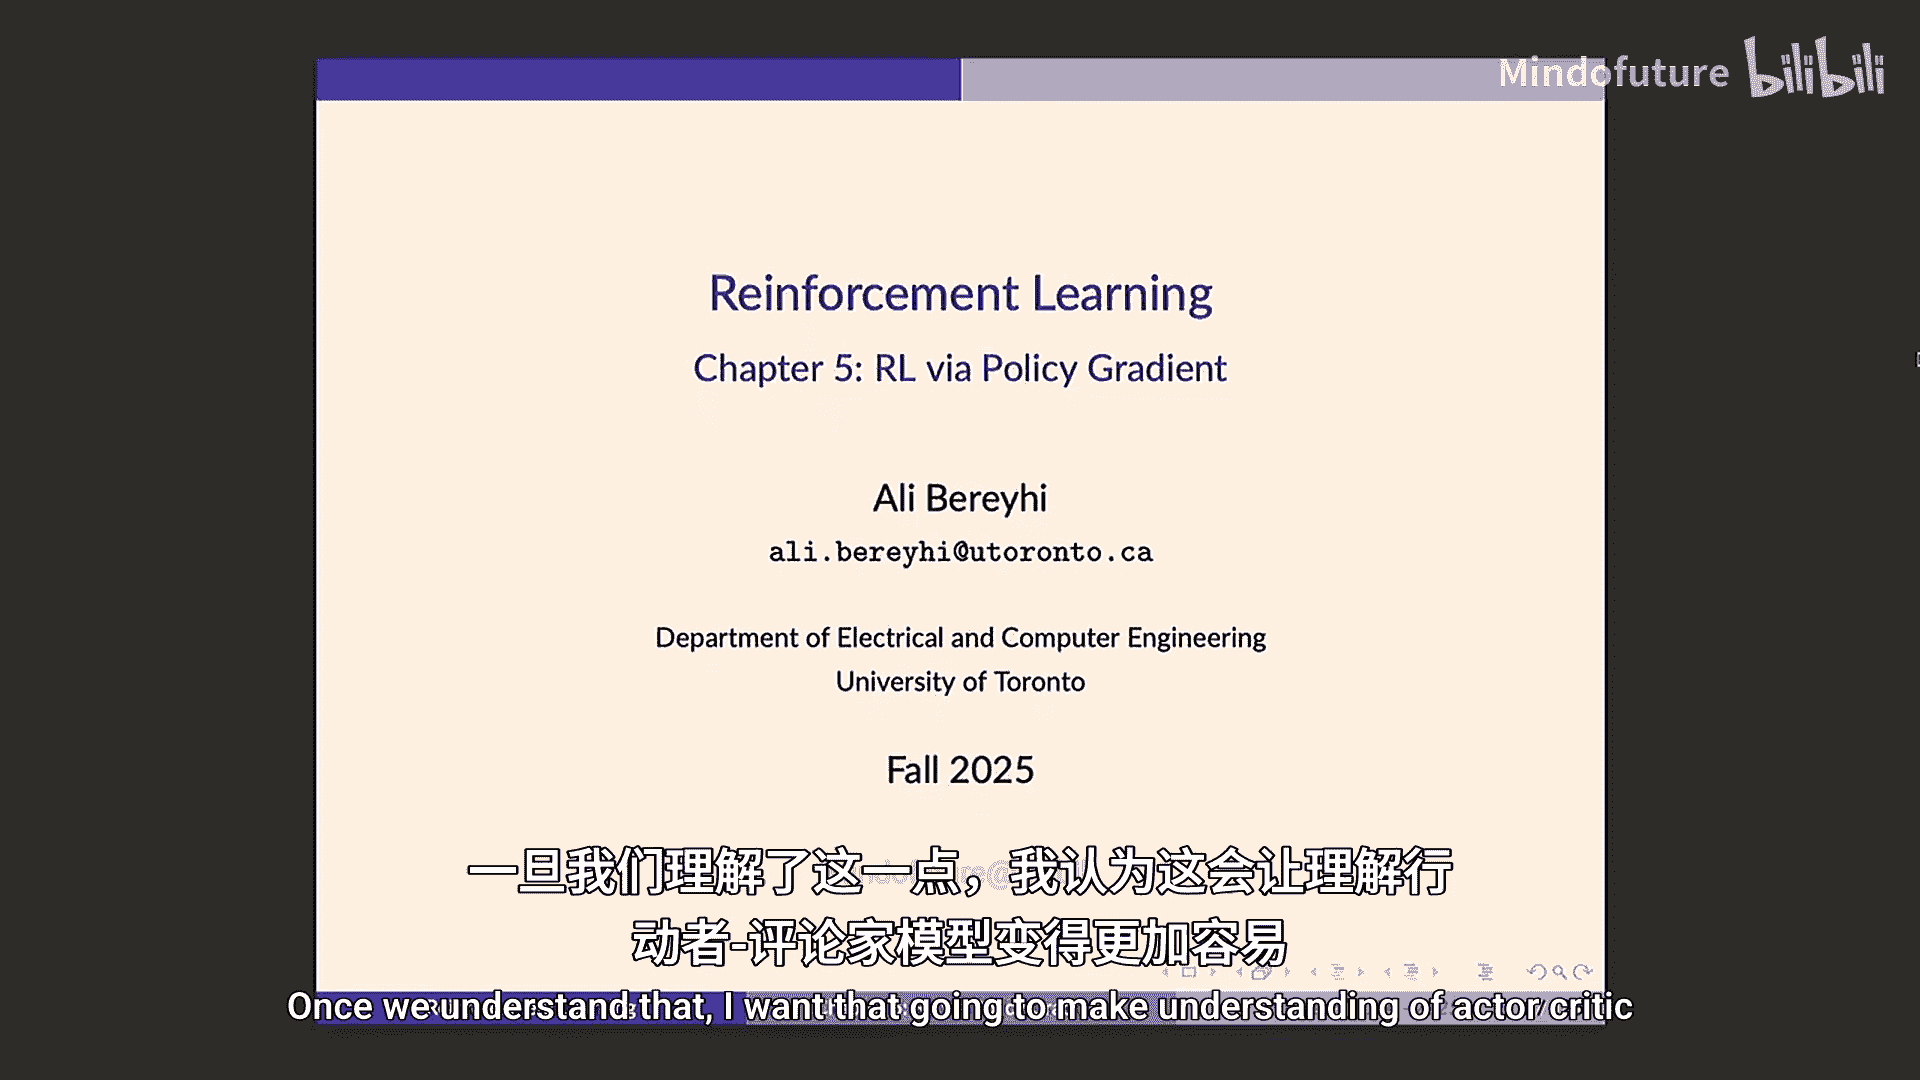 Mindofuture bilibili
Reinforcement Learning
Chapter 5: RL via Policy Gradient
Ali Bereyhi
ali.bereyhi@utoronto.ca
Department of Electrical and Computer Engineering
University of Toronto
Fall 2025
一旦我们理解了这一点，我认为这会让理解行
动者-评论家模型变得更加容易
Once we understand that, I want that going to make understanding of actor critic